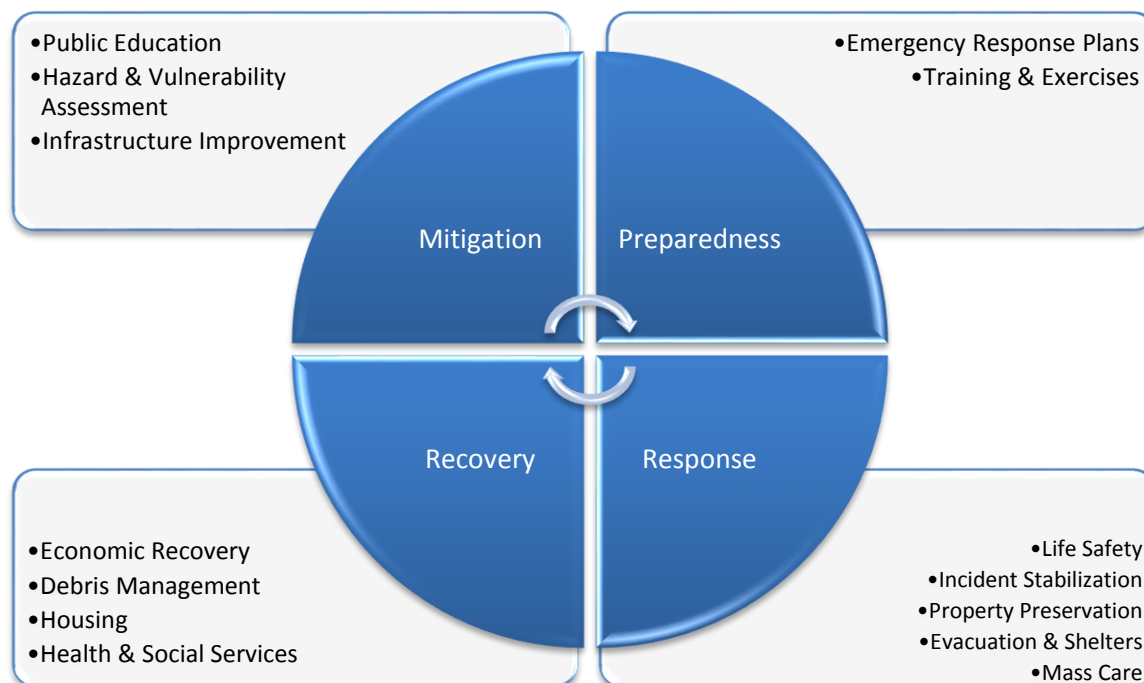 •Public Education
•Hazard & Vulnerability
Assessment
•Infrastructure Improvement
•Emergency Response Plans
•Training & Exercises
Mitigation
Preparedness
Recovery
Response
•Economic Recovery
•Debris Management
•Housing
•Health & Social Services
•Life Safety
•Incident Stabilization
•Property Preservation
•Evacuation & Shelters
•Mass Care